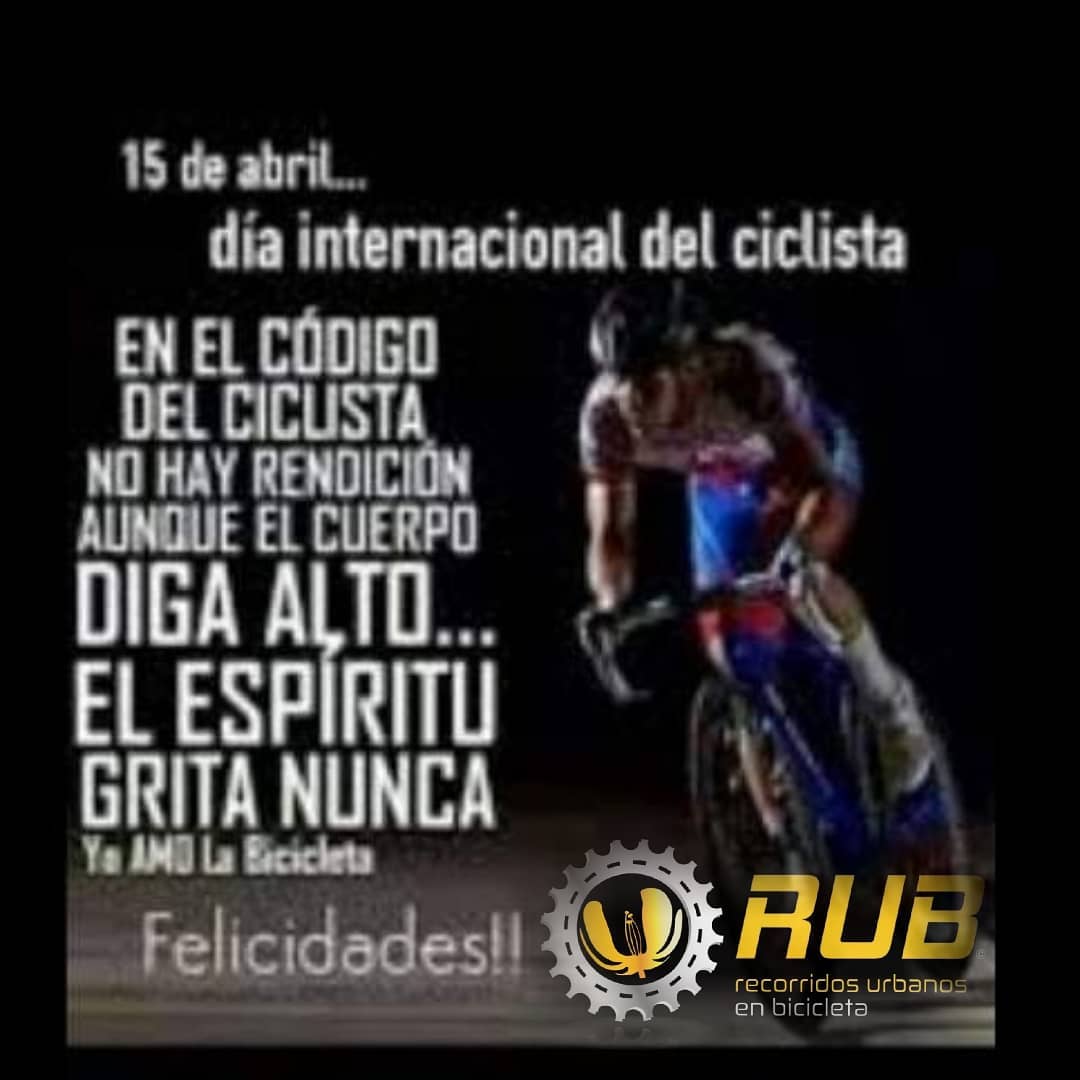 15 de abril...
día internacional del ciclista
EN EL CÓDIGO
DEL CICLISTA
NO HAY RENDICIÓN
AUNQUE EL CUERPO
DIGA ALTO...
EL ESPÍRITU
GRITA NUNCA
Yo AMO La Bicicleta
Felicidades!!
RUB
recorridos urbanos
en bicicleta